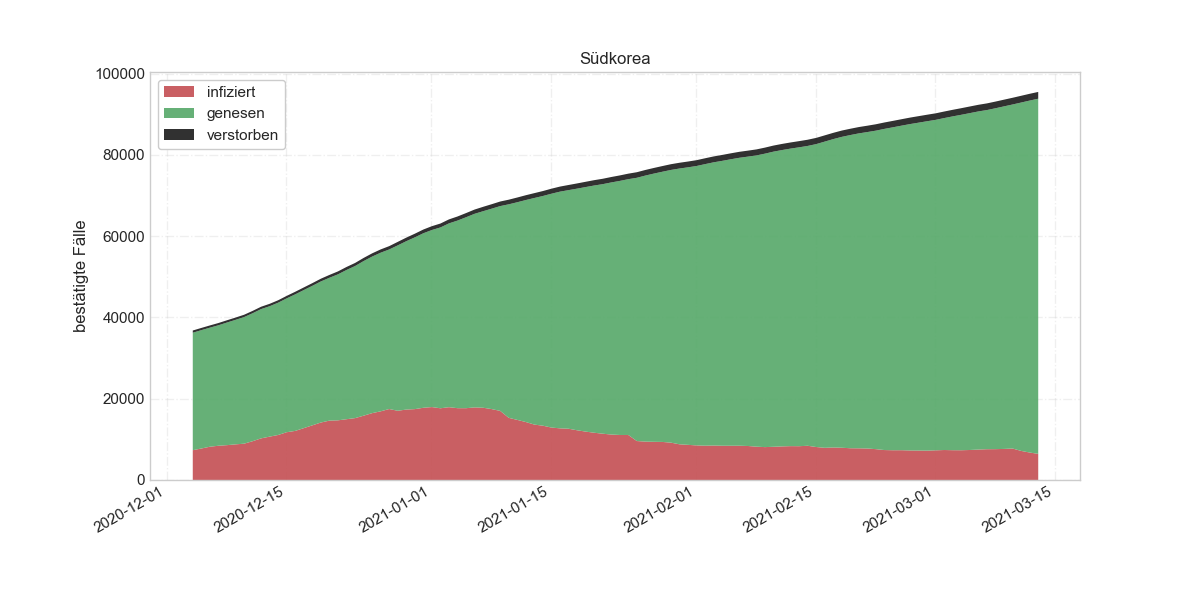 Südkorea
100000
80000
60000
40000
20000
0
bestätigte Fälle
infiziert
genesen
verstorben
2020-12-01
2020-12-15
2021-01-01
2021-01-15
2021-02-01
2021-02-15
2021-03-01
2021-03-15